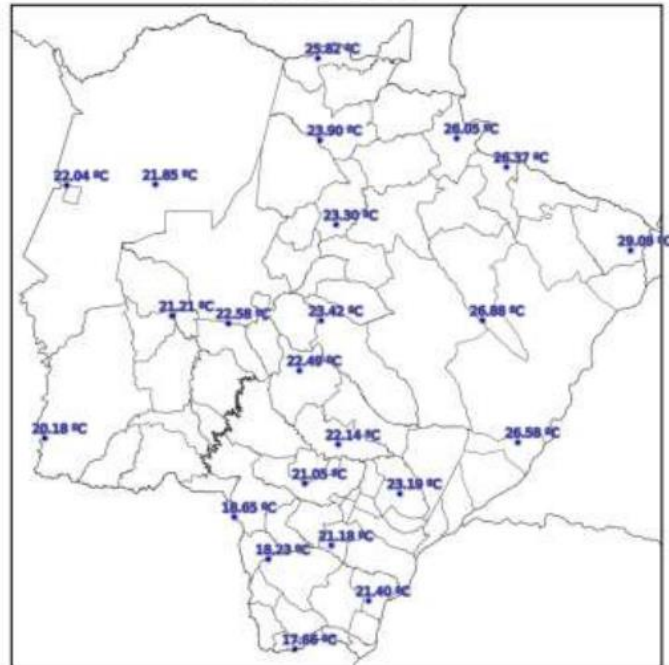 25.82 ºC
23.90 ºC
26.05 ºC
26.37 ºC
22.04 ºC
21.85 ºC
23.30 ºC
29.09 ºC
21.21 ºC
22.58 ºC
23.42 ºC
26.88 ºC
22.49 ºC
20.18 ºC
22.14 ºC
26.58 ºC
21.05 ºC
23.19 ºC
18.65 ºC
21.18 ºC
18.23 ºC
21.40 ºC
17.66 ºC